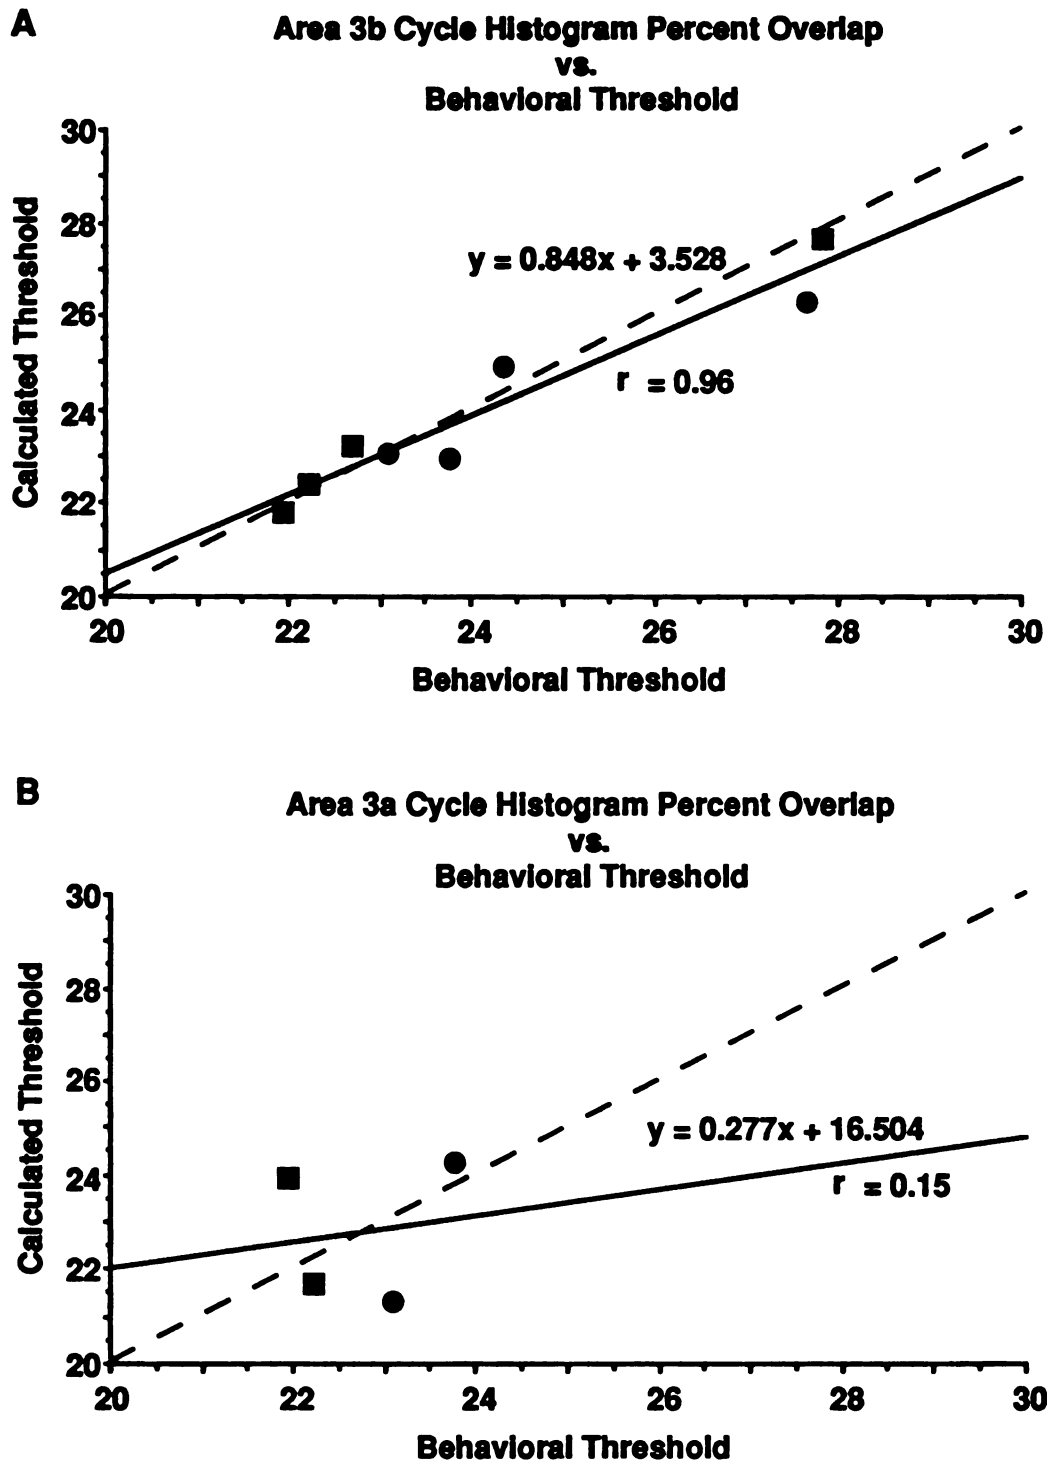 A
Area 3b Cycle Histogram Percent Overlap
vs.
Behavioral Threshold
30
28
26
24
22
20
Calculated Threshold
y = 0.848x + 3.528
r = 0.96
20 22 24 26 28 30
Behavioral Threshold
B
Area 3a Cycle Histogram Percent Overlap
vs.
Behavioral Threshold
30
28
26
24
22
20
Calculated Threshold
y = 0.277x + 16.504
r = 0.15
20 22 24 26 28 30
Behavioral Threshold